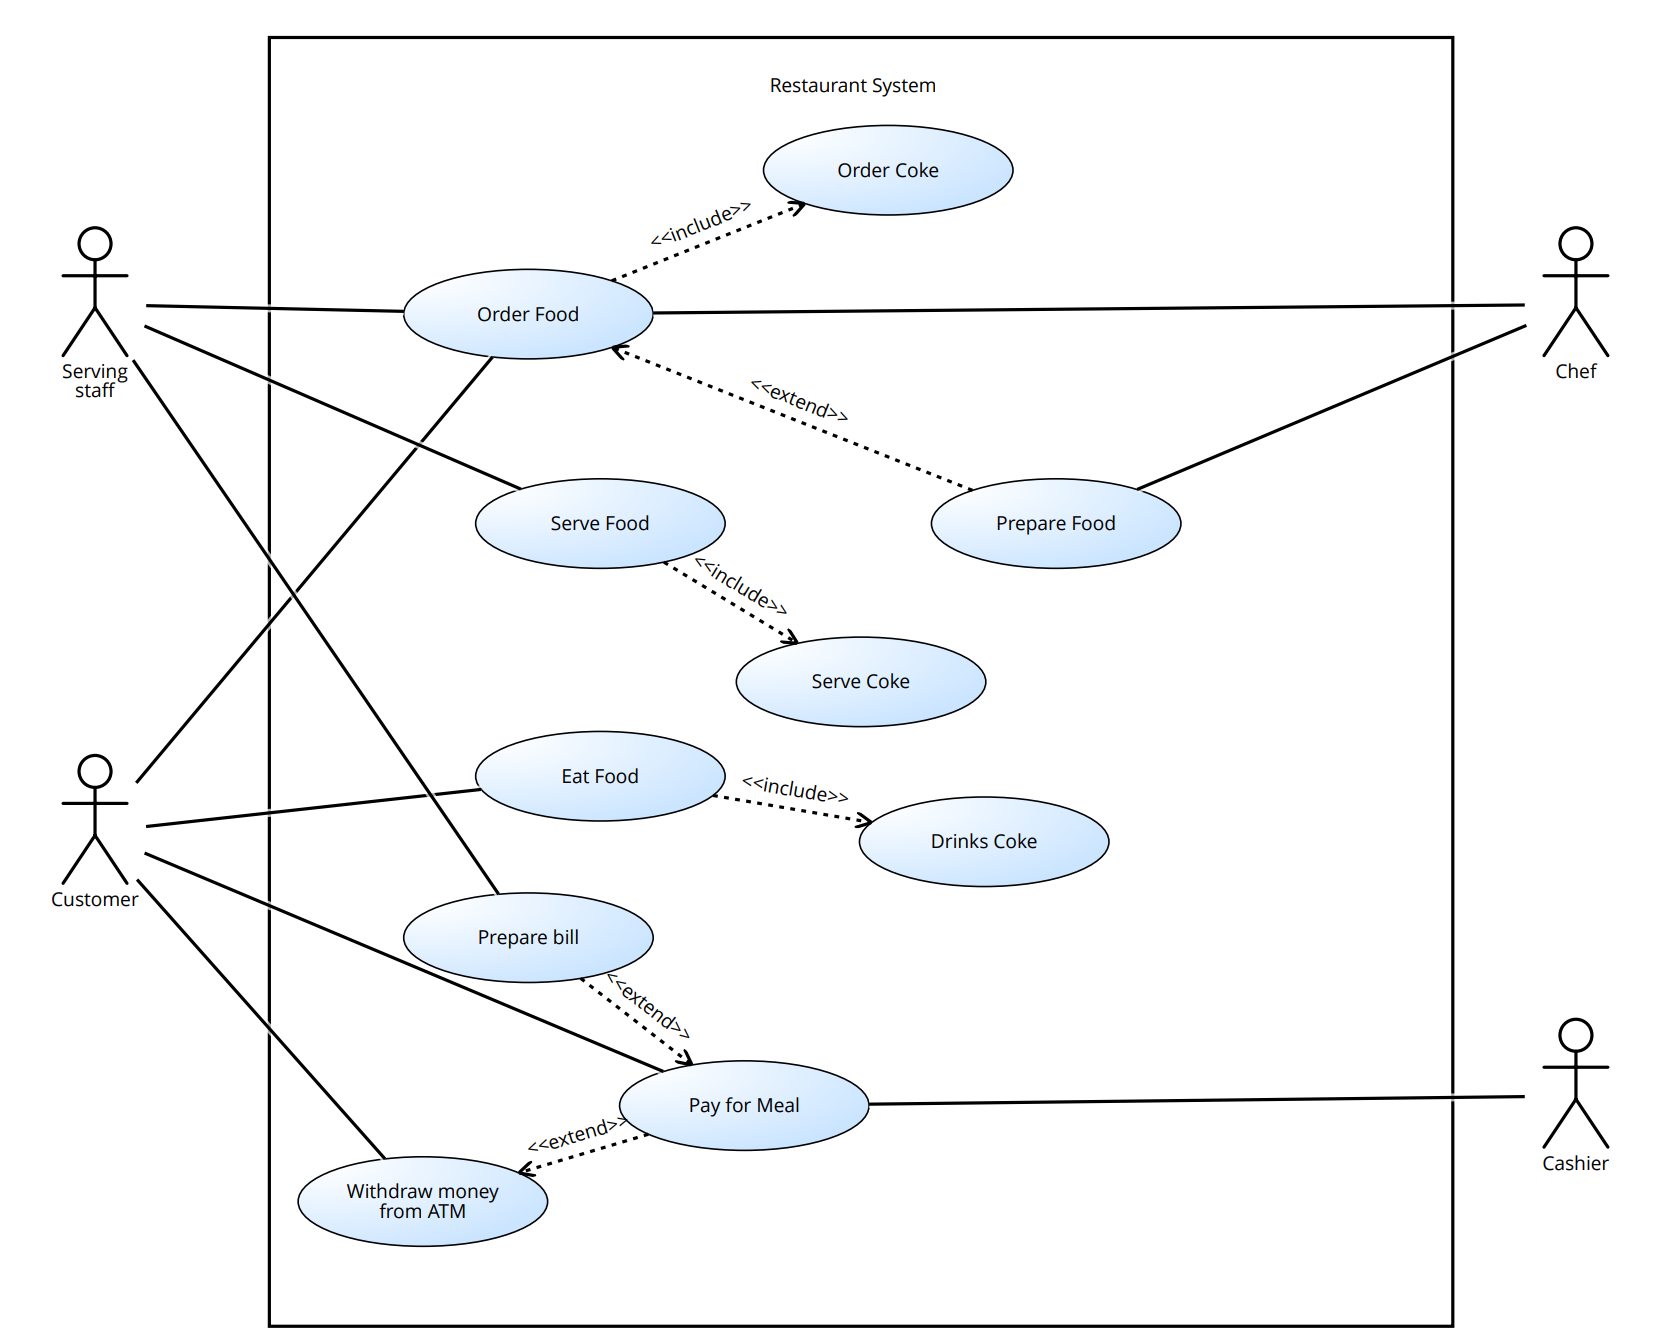 Restaurant System
Order Coke
<<include>>
Order Food
Serving
staff
Chef
<<extend>>
Serve Food
Prepare Food
<<include>>
Serve Coke
Eat Food
<<include>>
Drinks Coke
Customer
Prepare bill
<<extend>>
Pay for Meal
<<extend>>
Cashier
Withdraw money
from ATM